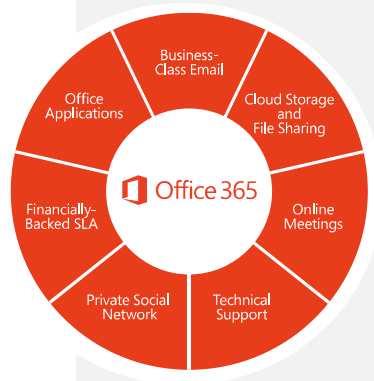 Business-
Class Email
Cloud Storage
and
File Sharing
Online
Meetings
Technical
Support
Private Social
Network
Financially-
Backed SLA
Office
Applications
Office 365